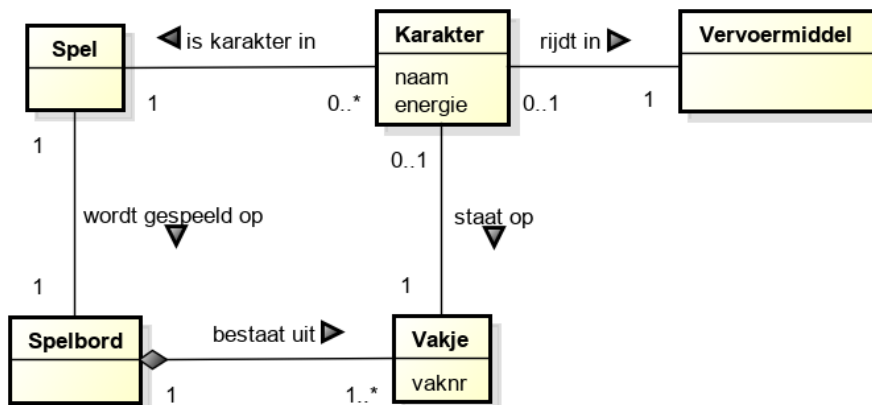 Spel
is karakter in
Karakter
rijdt in
Vervoermiddel
naam
energie
1
0..*
0..1
1
1
0..1
wordt gespeeld op
staat op
1
1
Spelbord
bestaat uit
Vakje
vaknr
1
1..*